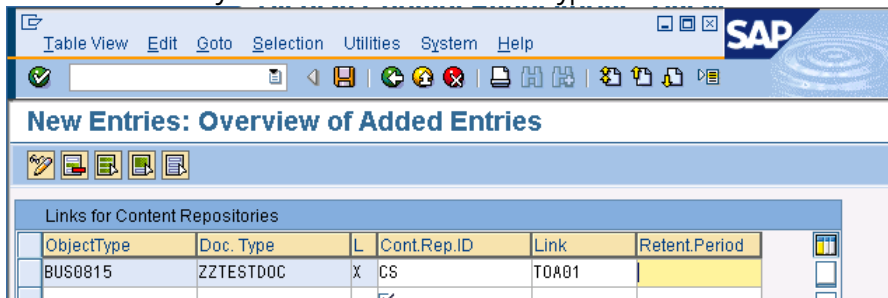 Table View Edit Goto Selection Utilities System Help
SAP
New Entries: Overview of Added Entries
Links for Content Repositories
ObjectType Doc. Type L Cont.Rep.ID Link Retent.Period
BUS0815 ZZTESTDOC X CS TOA01